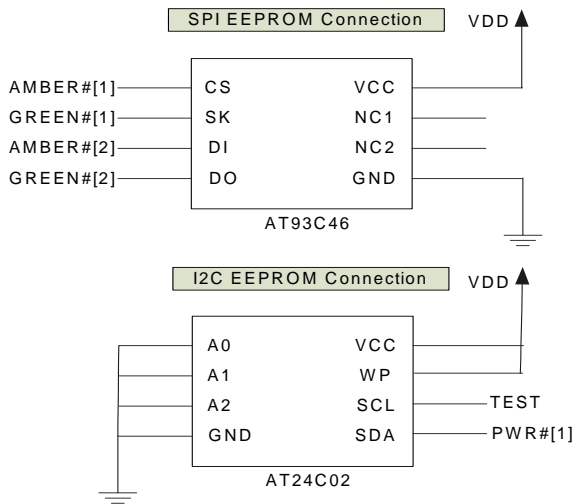 SPI EEPROM Connection VDD
AMBER#[1] CS VCC
GREEN#[1] SK NC1
AMBER#[2] DI NC2
GREEN#[2] DO GND
AT93C46
I2C EEPROM Connection VDD
A0 VCC
A1 WP
A2 SCL TEST
GND SDA PWR#[1]
AT24C02